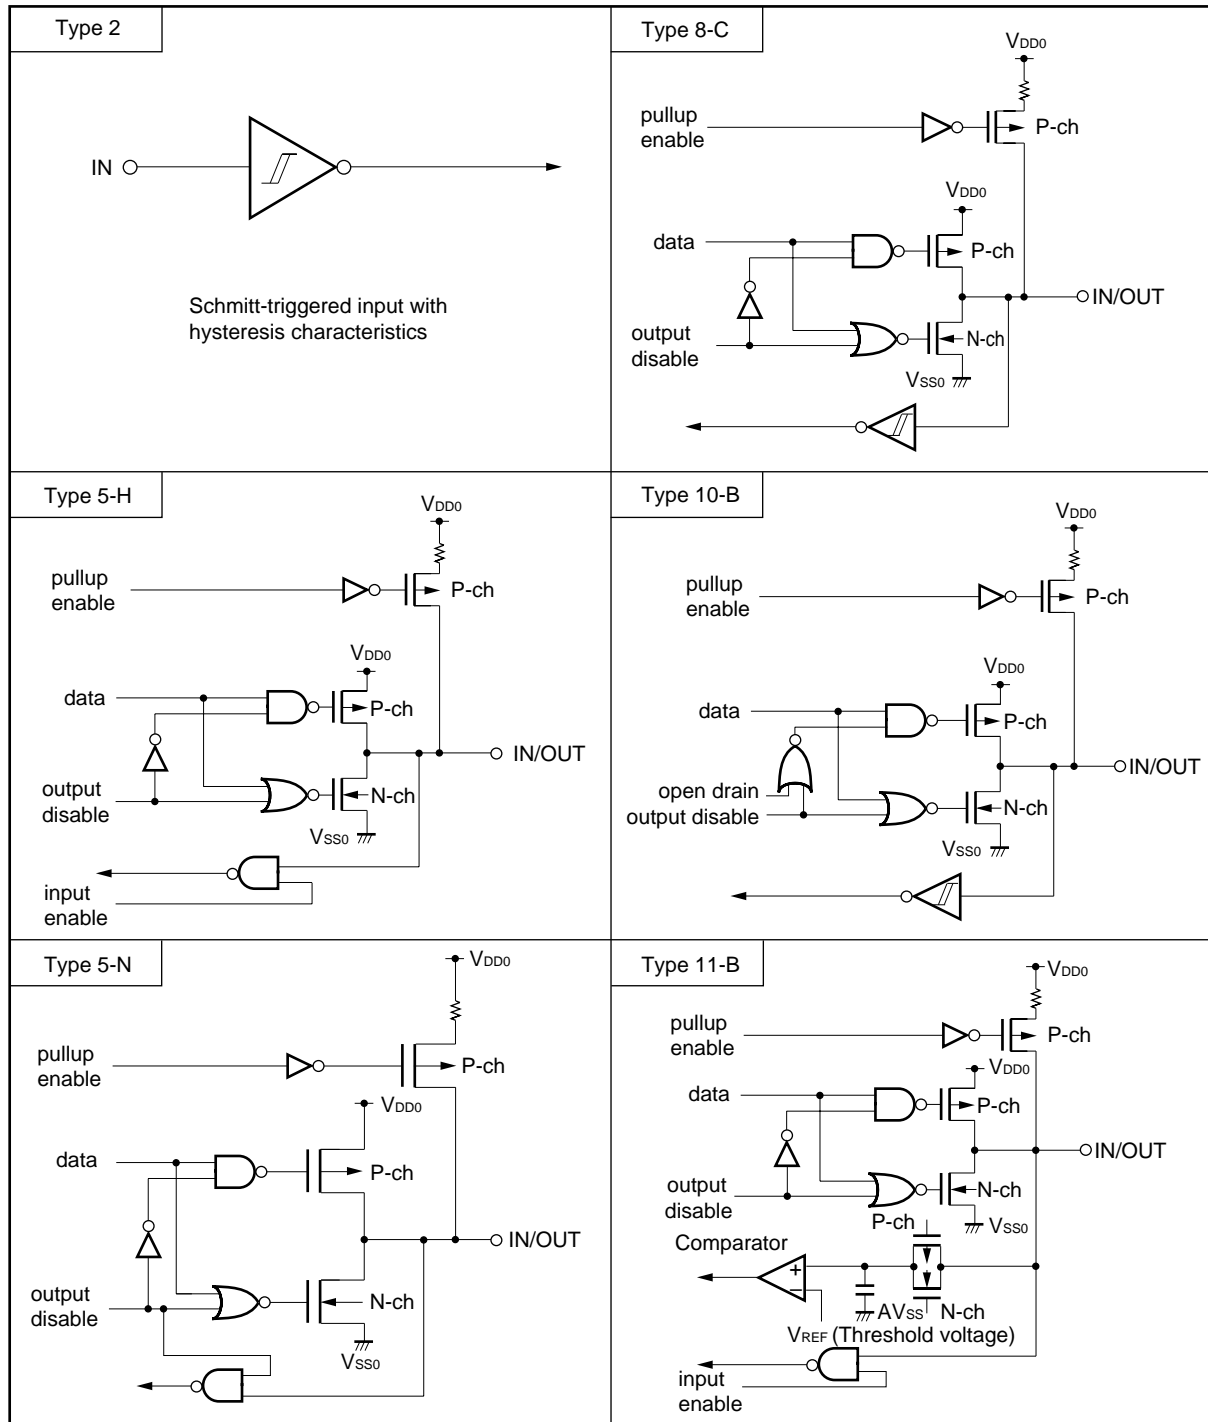 Type 2
IN
Schmitt-triggered input with
hysteresis characteristics
Type 8-C
VDD0
pullup
enable
P-ch
VDD0
data
P-ch
IN/OUT
output
disable
N-ch
VSS0
Type 5-H
VDD0
pullup
enable
P-ch
VDD0
data
P-ch
IN/OUT
output
disable
N-ch
VSS0
input
enable
Type 10-B
VDD0
pullup
enable
P-ch
VDD0
data
P-ch
IN/OUT
open drain
output disable
N-ch
VSS0
Type 5-N
VDD0
pullup
enable
P-ch
VDD0
data
P-ch
IN/OUT
output
disable
N-ch
VSS0
Type 11-B
VDD0
pullup
enable
P-ch
VDD0
data
P-ch
IN/OUT
output
disable
N-ch
P-ch
VSS0
Comparator
+
−
AVSS
N-ch
VREF (Threshold voltage)
input
enable